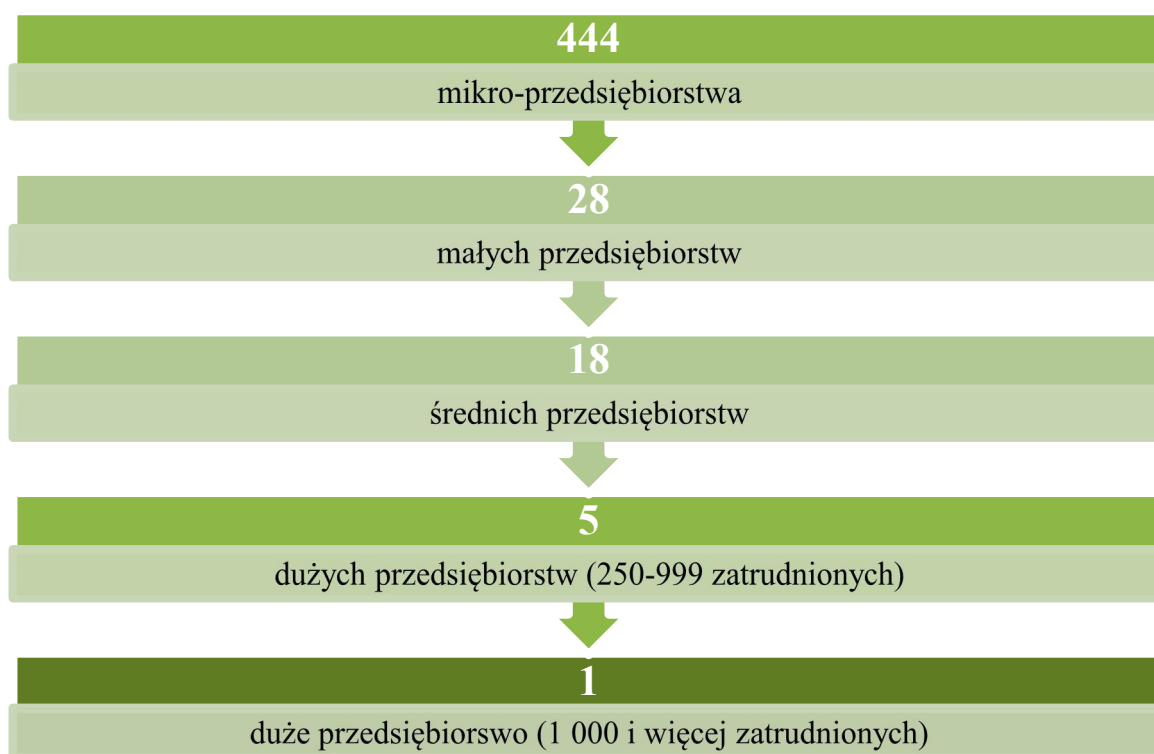 444
mikro-przedsiębiorstwa
28
małych przedsiębiorstw
18
średnich przedsiębiorstw
5
dużych przedsiębiorstw (250-999 zatrudnionych)
1
duże przedsiębiorswo (1 000 i więcej zatrudnionych)